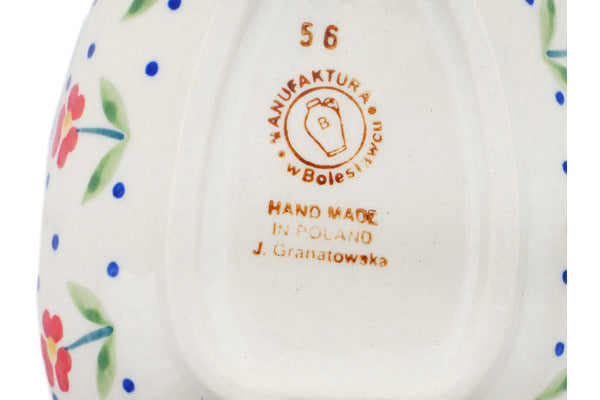 56
MANUFAKTURA
w Bolesławcu
B
HAND MADE
IN POLAND
J. Granatowska